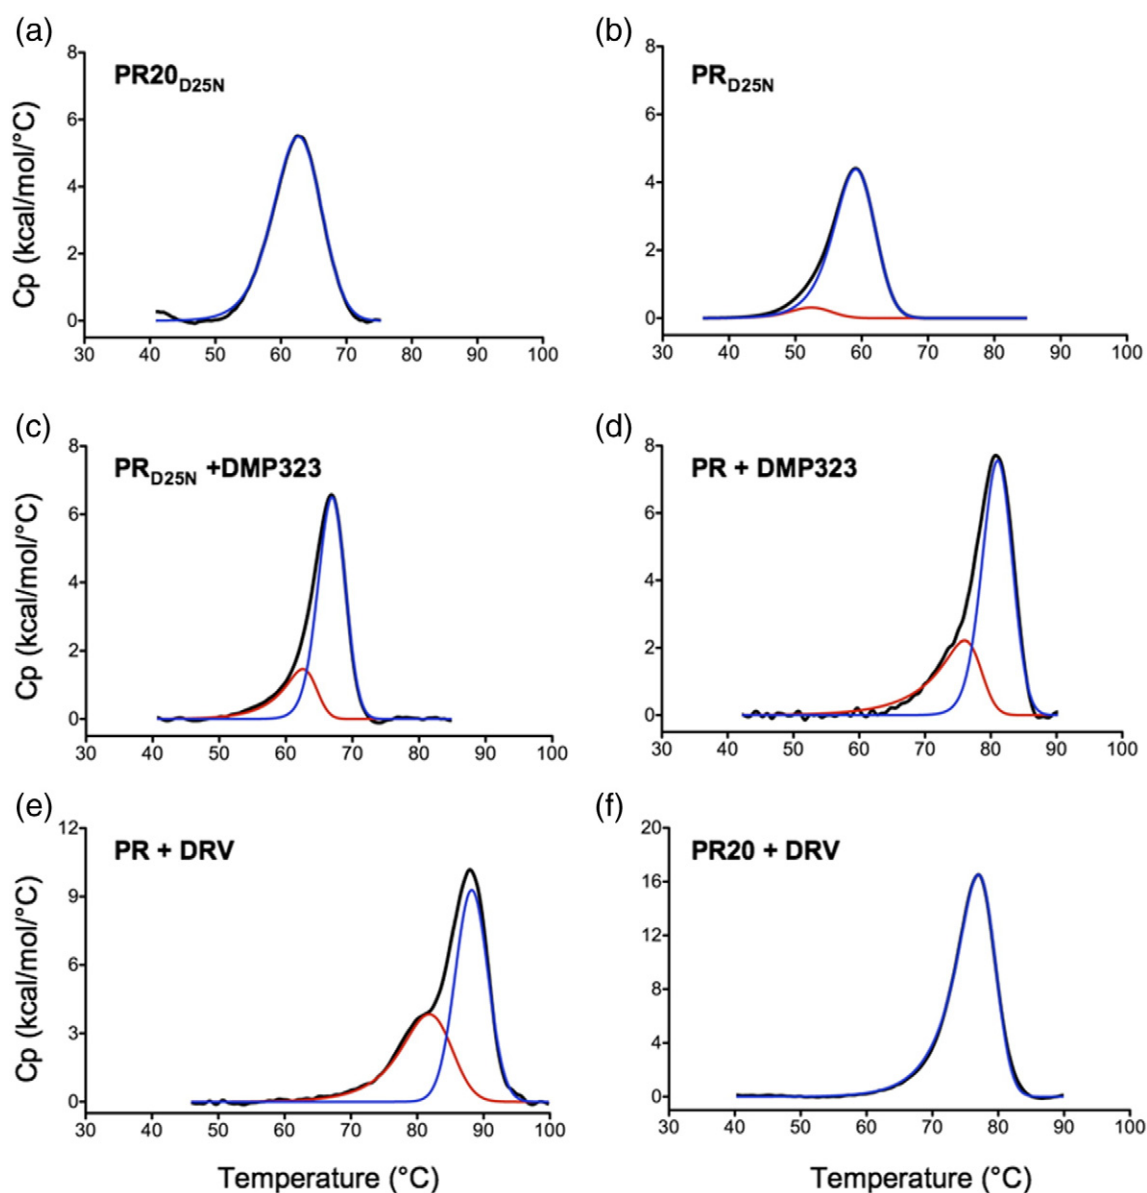 (a)
PR20D25N
Cp (kcal/mol/°C)
8
6
4
2
0
30 40 50 60 70 80 90 100
(b)
PRD25N
8
6
4
2
0
30 40 50 60 70 80 90 100
(c)
PRD25N +DMP323
Cp (kcal/mol/°C)
8
6
4
2
0
30 40 50 60 70 80 90 100
(d)
PR + DMP323
8
6
4
2
0
30 40 50 60 70 80 90 100
(e)
PR + DRV
Cp (kcal/mol/°C)
12
9
6
3
0
30 40 50 60 70 80 90 100
Temperature (°C)
(f)
PR20 + DRV
20
16
12
8
4
0
30 40 50 60 70 80 90 100
Temperature (°C)